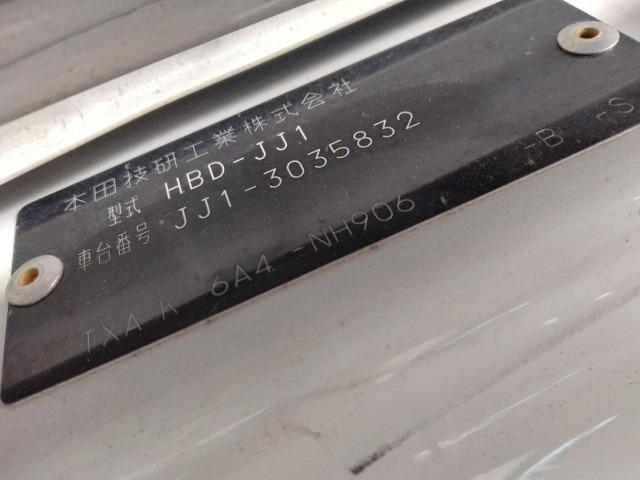 本田技研工業株式会社
型式 HBD-JJ1
車台番号 JJ1-3035832
TXA K 6A4 -NH906 -B -S